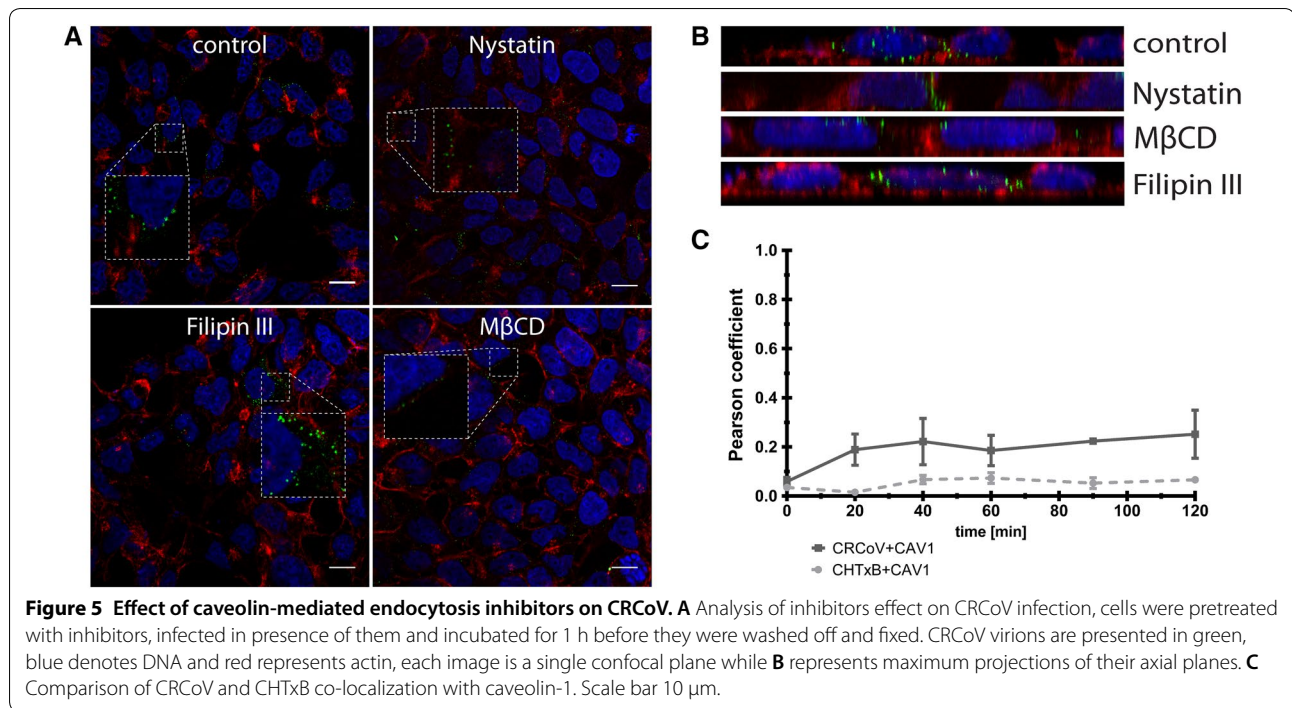 A
control
Nystatin
Filipin III
MβCD
B
control
Nystatin
MβCD
Filipin III
C
Pearson coefficient
1.0
0.8
0.6
0.4
0.2
0.0
0 20 40 60 80 100 120
time [min]
CRCoV+CAV1
CHTxB+CAV1
Figure 5 Effect of caveolin-mediated endocytosis inhibitors on CRCoV. A Analysis of inhibitors effect on CRCoV infection, cells were pretreated
with inhibitors, infected in presence of them and incubated for 1 h before they were washed off and fixed. CRCoV virions are presented in green,
blue denotes DNA and red represents actin, each image is a single confocal plane while B represents maximum projections of their axial planes. C
Comparison of CRCoV and CHTxB co-localization with caveolin-1. Scale bar 10 μm.